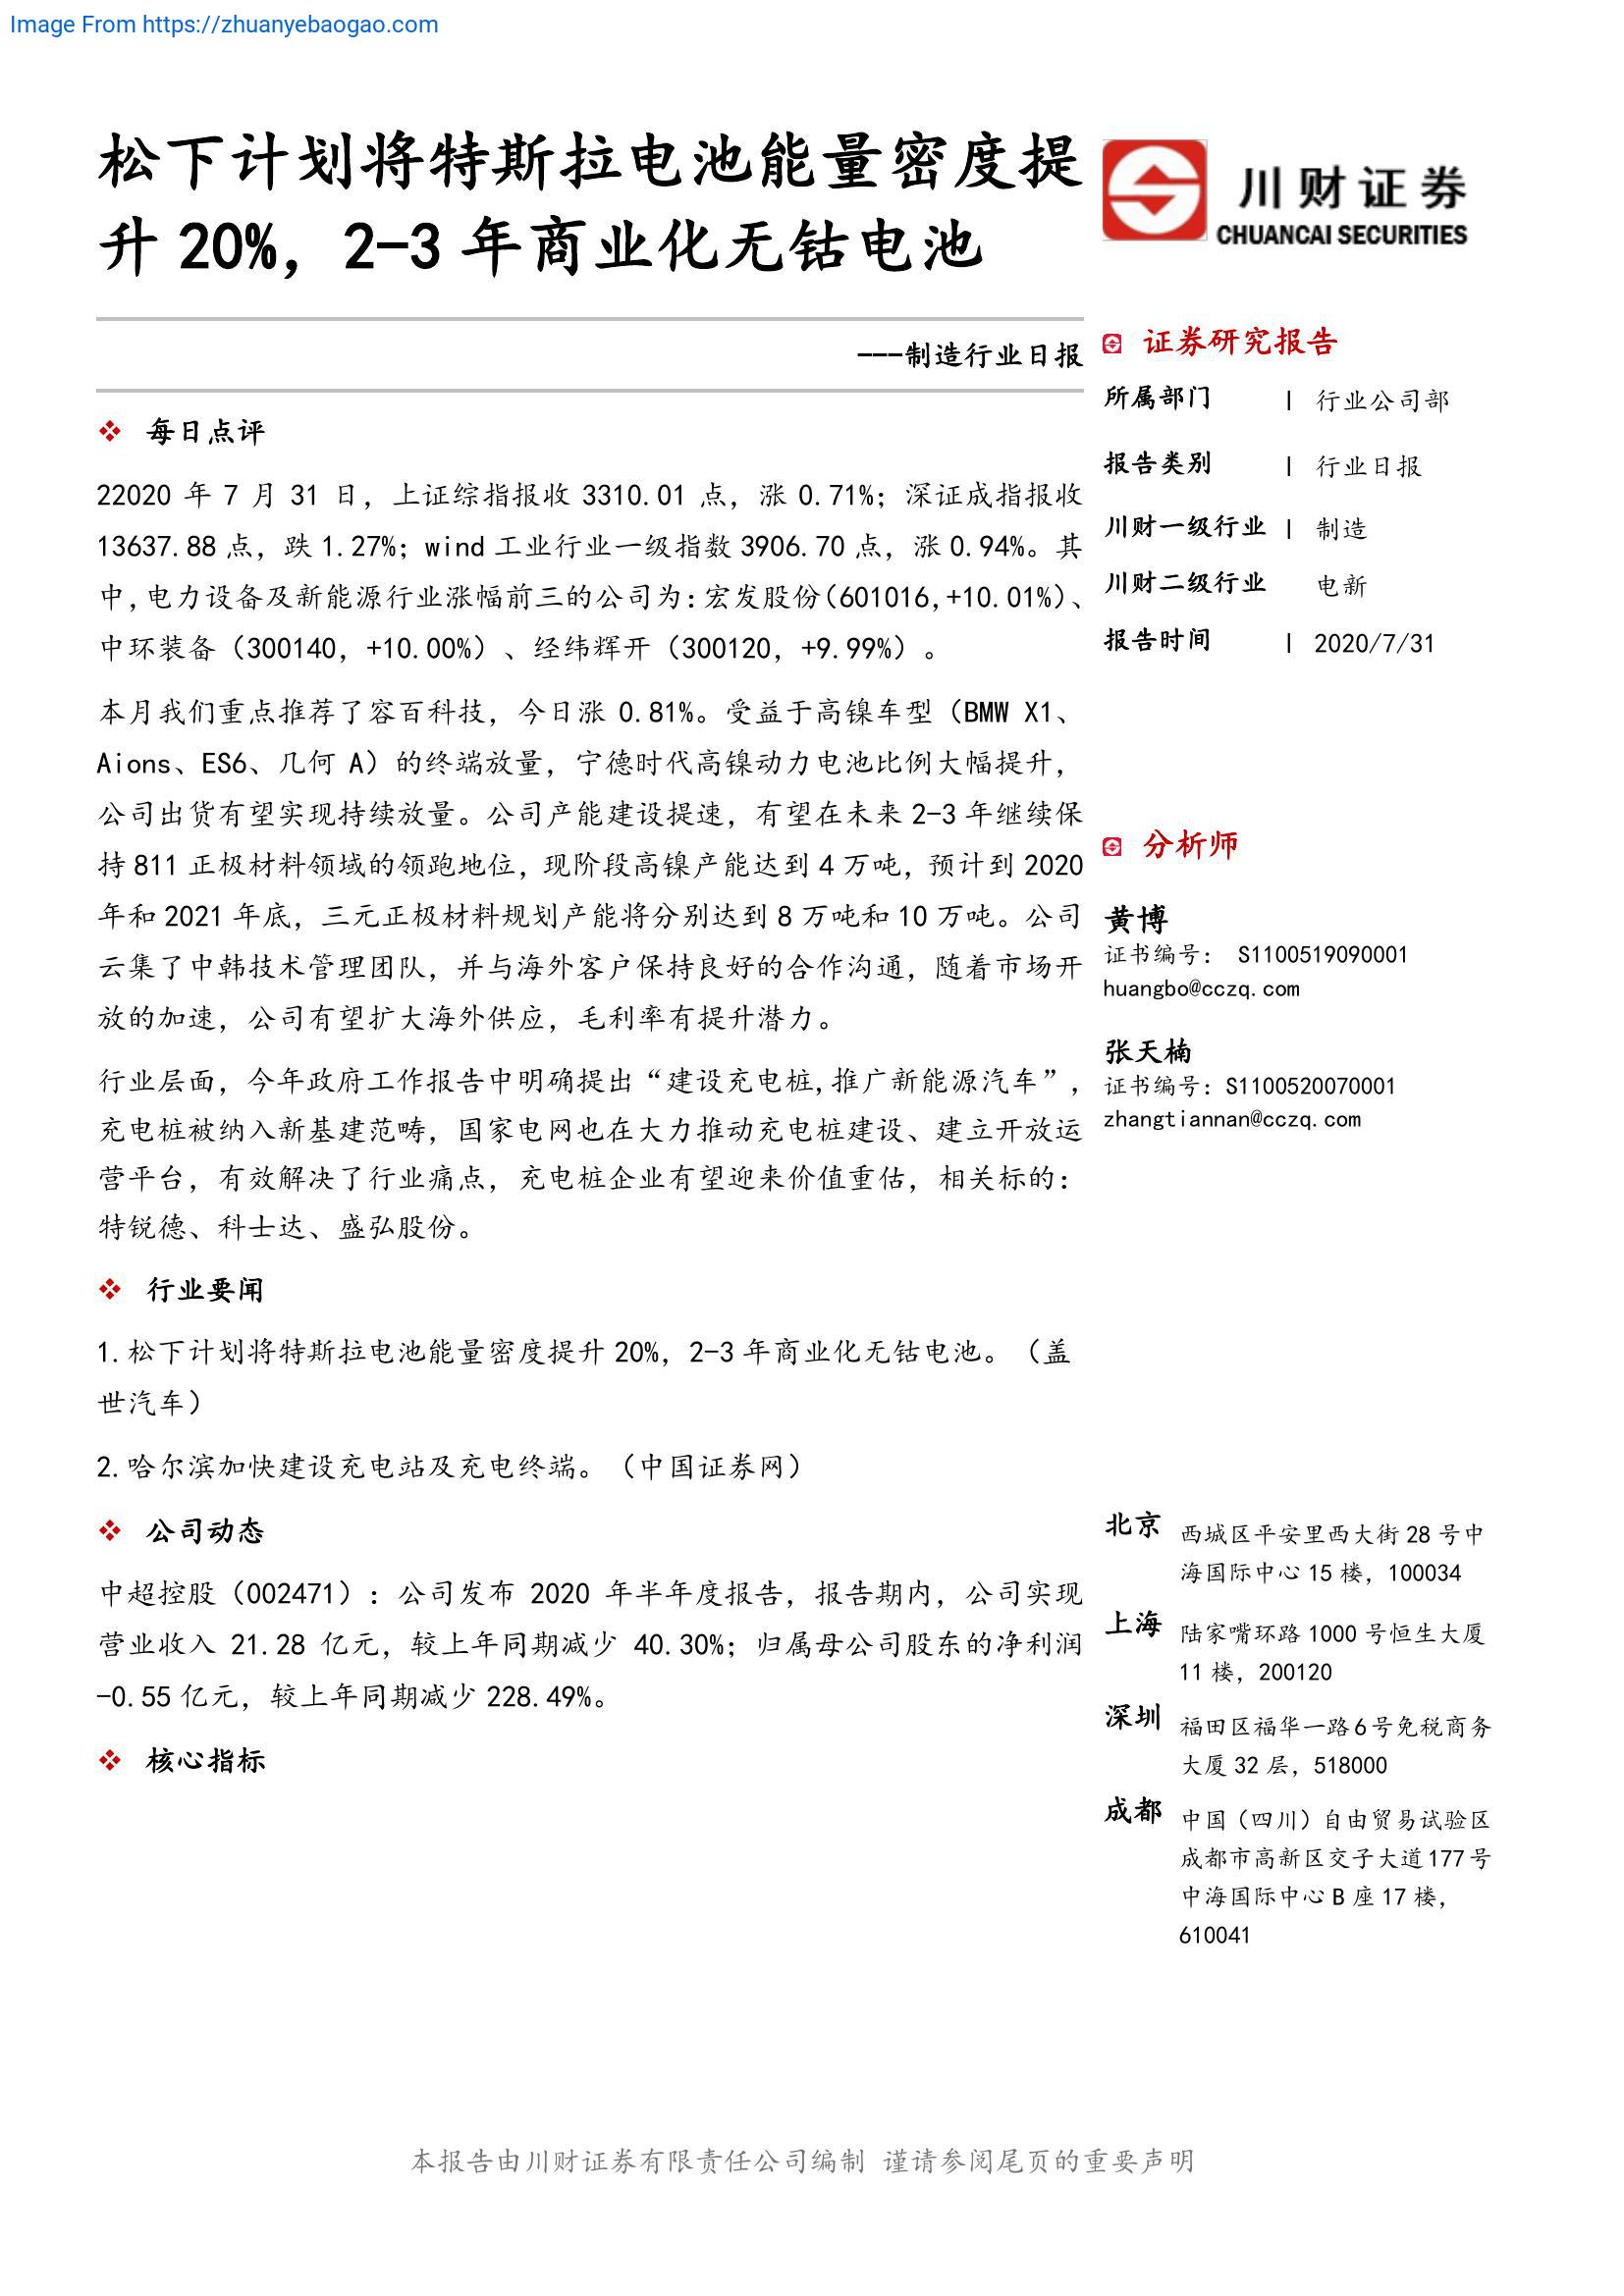 Image From https://zhuanyebaogao.com
松下计划将特斯拉电池能量密度提
升 20%，2-3 年商业化无钴电池
---制造行业日报
❖ 每日点评
22020 年 7 月 31 日，上证综指报收 3310.01 点，涨 0.71%；深证成指报收
13637.88 点，跌 1.27%；wind 工业行业一级指数 3906.70 点，涨 0.94%。其
中,电力设备及新能源行业涨幅前三的公司为:宏发股份(601016,+10.01%)、
中环装备（300140，+10.00%）、经纬辉开（300120，+9.99%）。
本月我们重点推荐了容百科技，今日涨 0.81%。受益于高镍车型（BMW X1、
Aions、ES6、几何 A）的终端放量，宁德时代高镍动力电池比例大幅提升，
公司出货有望实现持续放量。公司产能建设提速，有望在未来 2-3 年继续保
持 811 正极材料领域的领跑地位，现阶段高镍产能达到 4 万吨，预计到 2020
年和 2021 年底，三元正极材料规划产能将分别达到 8 万吨和 10 万吨。公司
云集了中韩技术管理团队，并与海外客户保持良好的合作沟通，随着市场开
放的加速，公司有望扩大海外供应，毛利率有提升潜力。
行业层面，今年政府工作报告中明确提出“建设充电桩,推广新能源汽车”，
充电桩被纳入新基建范畴，国家电网也在大力推动充电桩建设、建立开放运
营平台，有效解决了行业痛点，充电桩企业有望迎来价值重估，相关标的：
特锐德、科士达、盛弘股份。
❖ 行业要闻
1.松下计划将特斯拉电池能量密度提升 20%，2-3 年商业化无钴电池。（盖
世汽车）
2.哈尔滨加快建设充电站及充电终端。（中国证券网）
❖ 公司动态
中超控股（002471）：公司发布 2020 年半年度报告，报告期内，公司实现
营业收入 21.28 亿元，较上年同期减少 40.30%；归属母公司股东的净利润
-0.55 亿元，较上年同期减少 228.49%。
❖ 核心指标
川财证券
CHUANCAI SECURITIES
证券研究报告
所属部门 | 行业公司部
报告类别 | 行业日报
川财一级行业 | 制造
川财二级行业 电新
报告时间 | 2020/7/31
分析师
黄博
证书编号： S1100519090001
huangbo@cczq.com
张天楠
证书编号：S1100520070001
zhangtiannan@cczq.com
北京 西城区平安里西大街 28 号中
海国际中心 15 楼，100034
上海 陆家嘴环路 1000 号恒生大厦
11 楼，200120
深圳 福田区福华一路 6 号免税商务
大厦 32 层，518000
成都 中国（四川）自由贸易试验区
成都市高新区交子大道 177 号
中海国际中心 B 座 17 楼，
610041
本报告由川财证券有限责任公司编制 谨请参阅尾页的重要声明